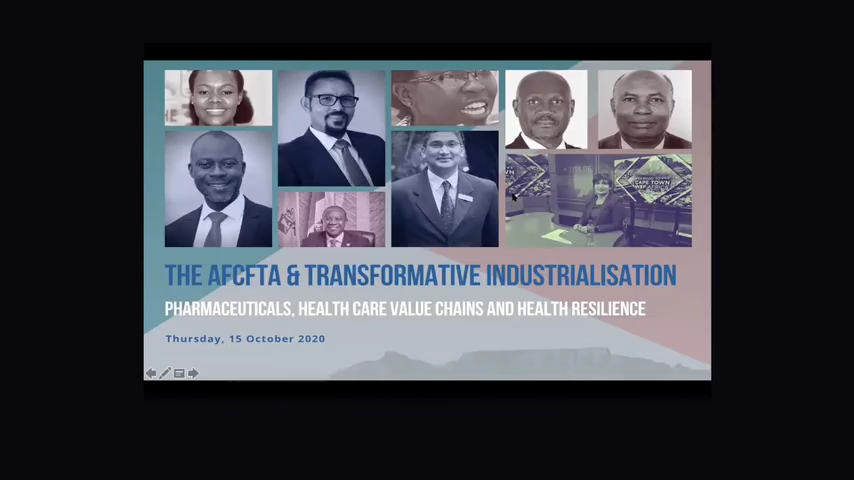 THE AFCFTA & TRANSFORMATIVE INDUSTRIALISATION
PHARMACEUTICALS, HEALTH CARE VALUE CHAINS AND HEALTH RESILIENCE
Thursday, 15 October 2020